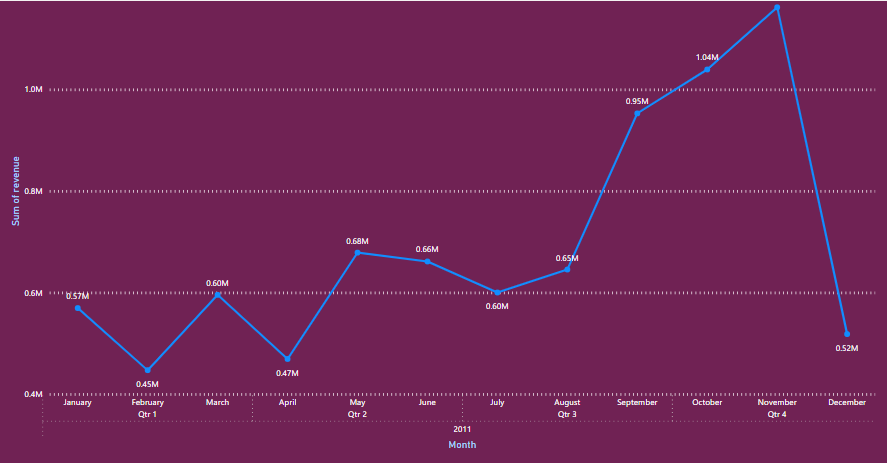 1.04M
1.0M
0.95M
Sum of revenue
0.8M
0.68M
0.66M
0.65M
0.6M
0.57M
0.60M
0.60M
0.52M
0.45M
0.47M
0.4M
January February March April May June July August September October November December
Qtr 1 Qtr 2 Qtr 3 Qtr 4
2011
Month